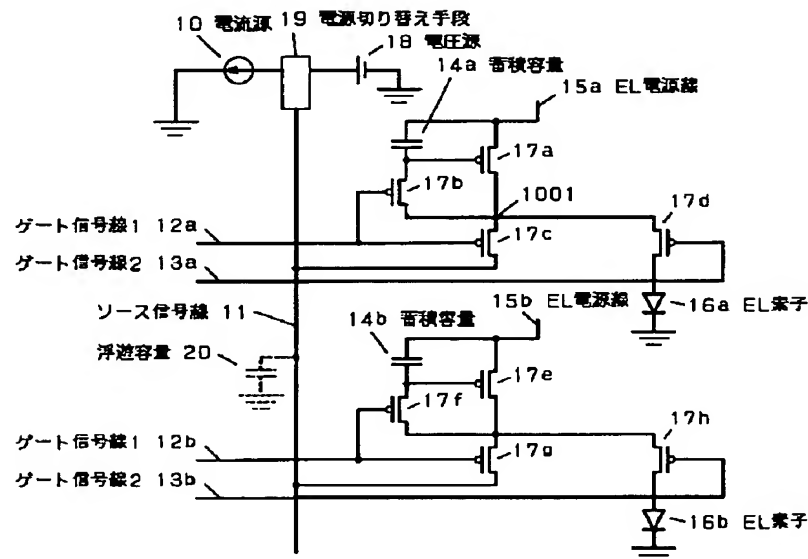 10 電流源
19 電源切り替え手段
18 電圧源
14a 蓄積容量
15a EL電源線
17a
17b
1001
17d
ゲート信号線1 12a
17c
ゲート信号線2 13a
16a EL素子
ソース信号線 11
14b 蓄積容量
15b EL電源線
浮遊容量 20
17e
17f
17h
ゲート信号線1 12b
17g
ゲート信号線2 13b
16b EL素子